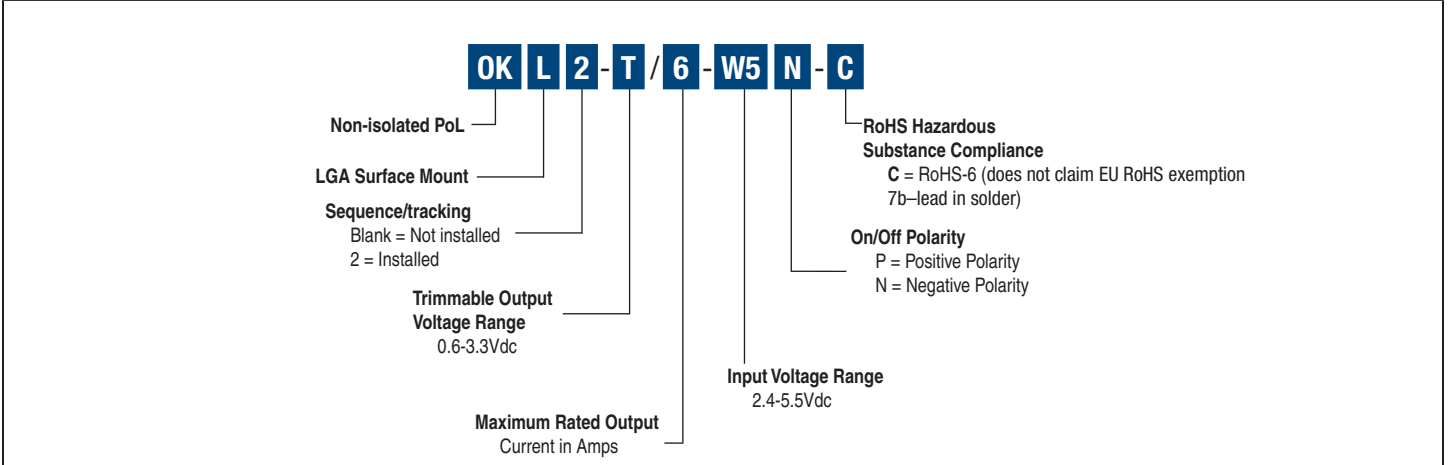 OK L 2 - T / 6 - W5 N - C
Non-isolated PoL
LGA Surface Mount
Sequence/tracking
Blank = Not installed
2 = Installed
Trimmable Output
Voltage Range
0.6-3.3Vdc
Maximum Rated Output
Current in Amps
Input Voltage Range
2.4-5.5Vdc
On/Off Polarity
P = Positive Polarity
N = Negative Polarity
RoHS Hazardous
Substance Compliance
C = RoHS-6 (does not claim EU RoHS exemption
7b–lead in solder)